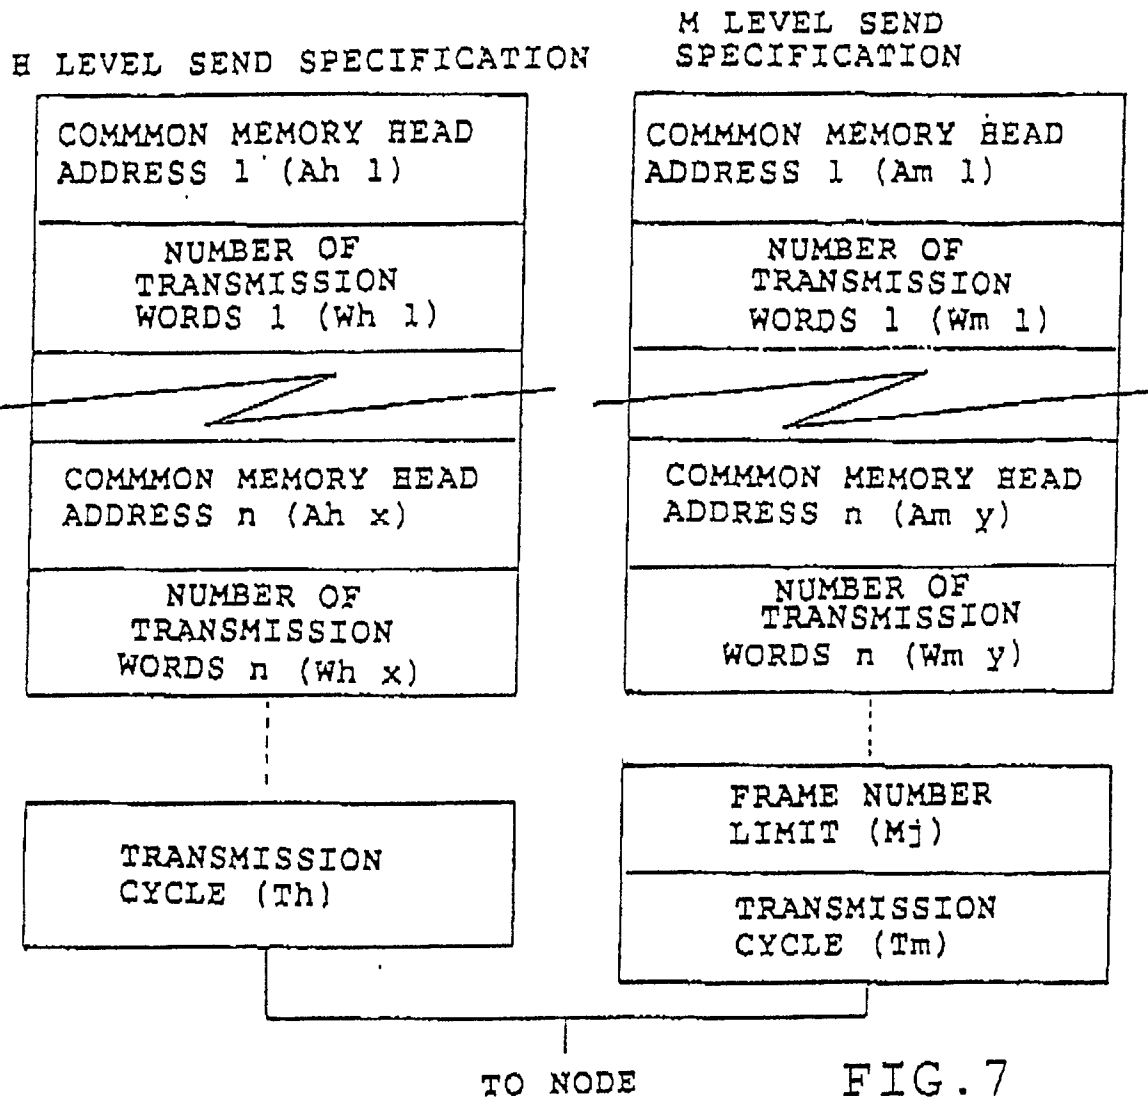 H LEVEL SEND SPECIFICATION
COMMMON MEMORY HEAD
ADDRESS 1 (Ah 1)
NUMBER OF
TRANSMISSION
WORDS 1 (Wh 1)
COMMMON MEMORY HEAD
ADDRESS n (Ah x)
NUMBER OF
TRANSMISSION
WORDS n (Wh x)
TRANSMISSION
CYCLE (Th)
M LEVEL SEND
SPECIFICATION
COMMMON MEMORY HEAD
ADDRESS 1 (Am 1)
NUMBER OF
TRANSMISSION
WORDS 1 (Wm 1)
COMMMON MEMORY HEAD
ADDRESS n (Am y)
NUMBER OF
TRANSMISSION
WORDS n (Wm y)
FRAME NUMBER
LIMIT (Mj)
TRANSMISSION
CYCLE (Tm)
TO NODE
FIG.7